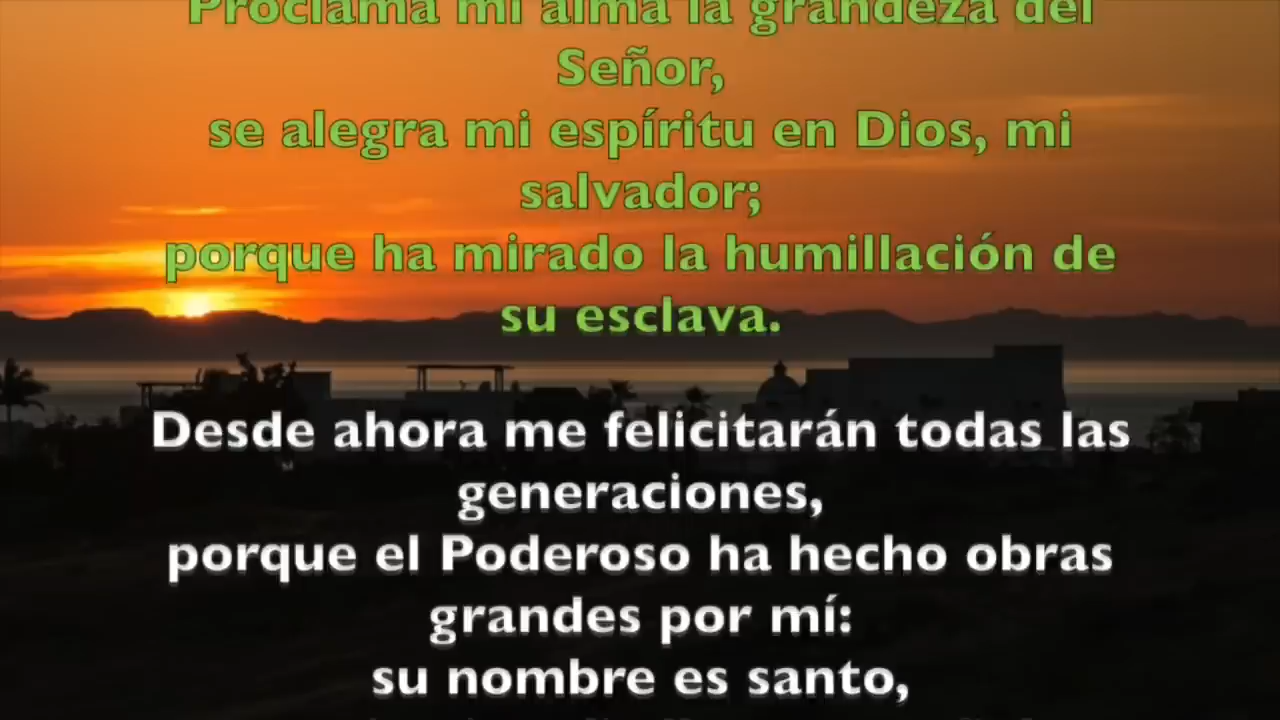 Proclama mi alma la grandeza del
Señor,
se alegra mi espíritu en Dios, mi
salvador;
porque ha mirado la humillación de
su esclava.
Desde ahora me felicitarán todas las
generaciones,
porque el Poderoso ha hecho obras
grandes por mí:
su nombre es santo,